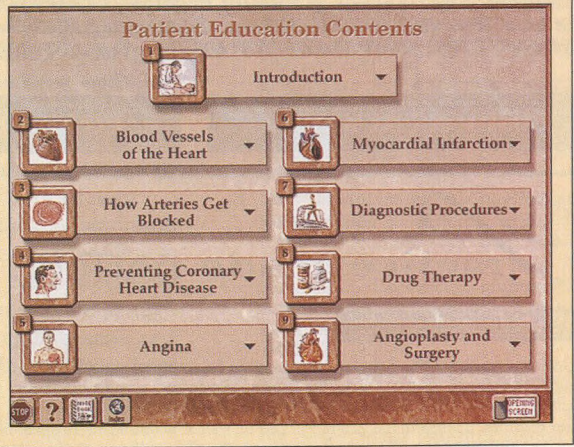 Patient Education Contents
1
Introduction
2
Blood Vessels
of the Heart
3
How Arteries Get
Blocked
4
Preventing Coronary
Heart Disease
5
Angina
6
Myocardial Infarction
7
Diagnostic Procedures
8
Drug Therapy
9
Angioplasty and
Surgery
STOP
?
Index
OPENING
SCREEN